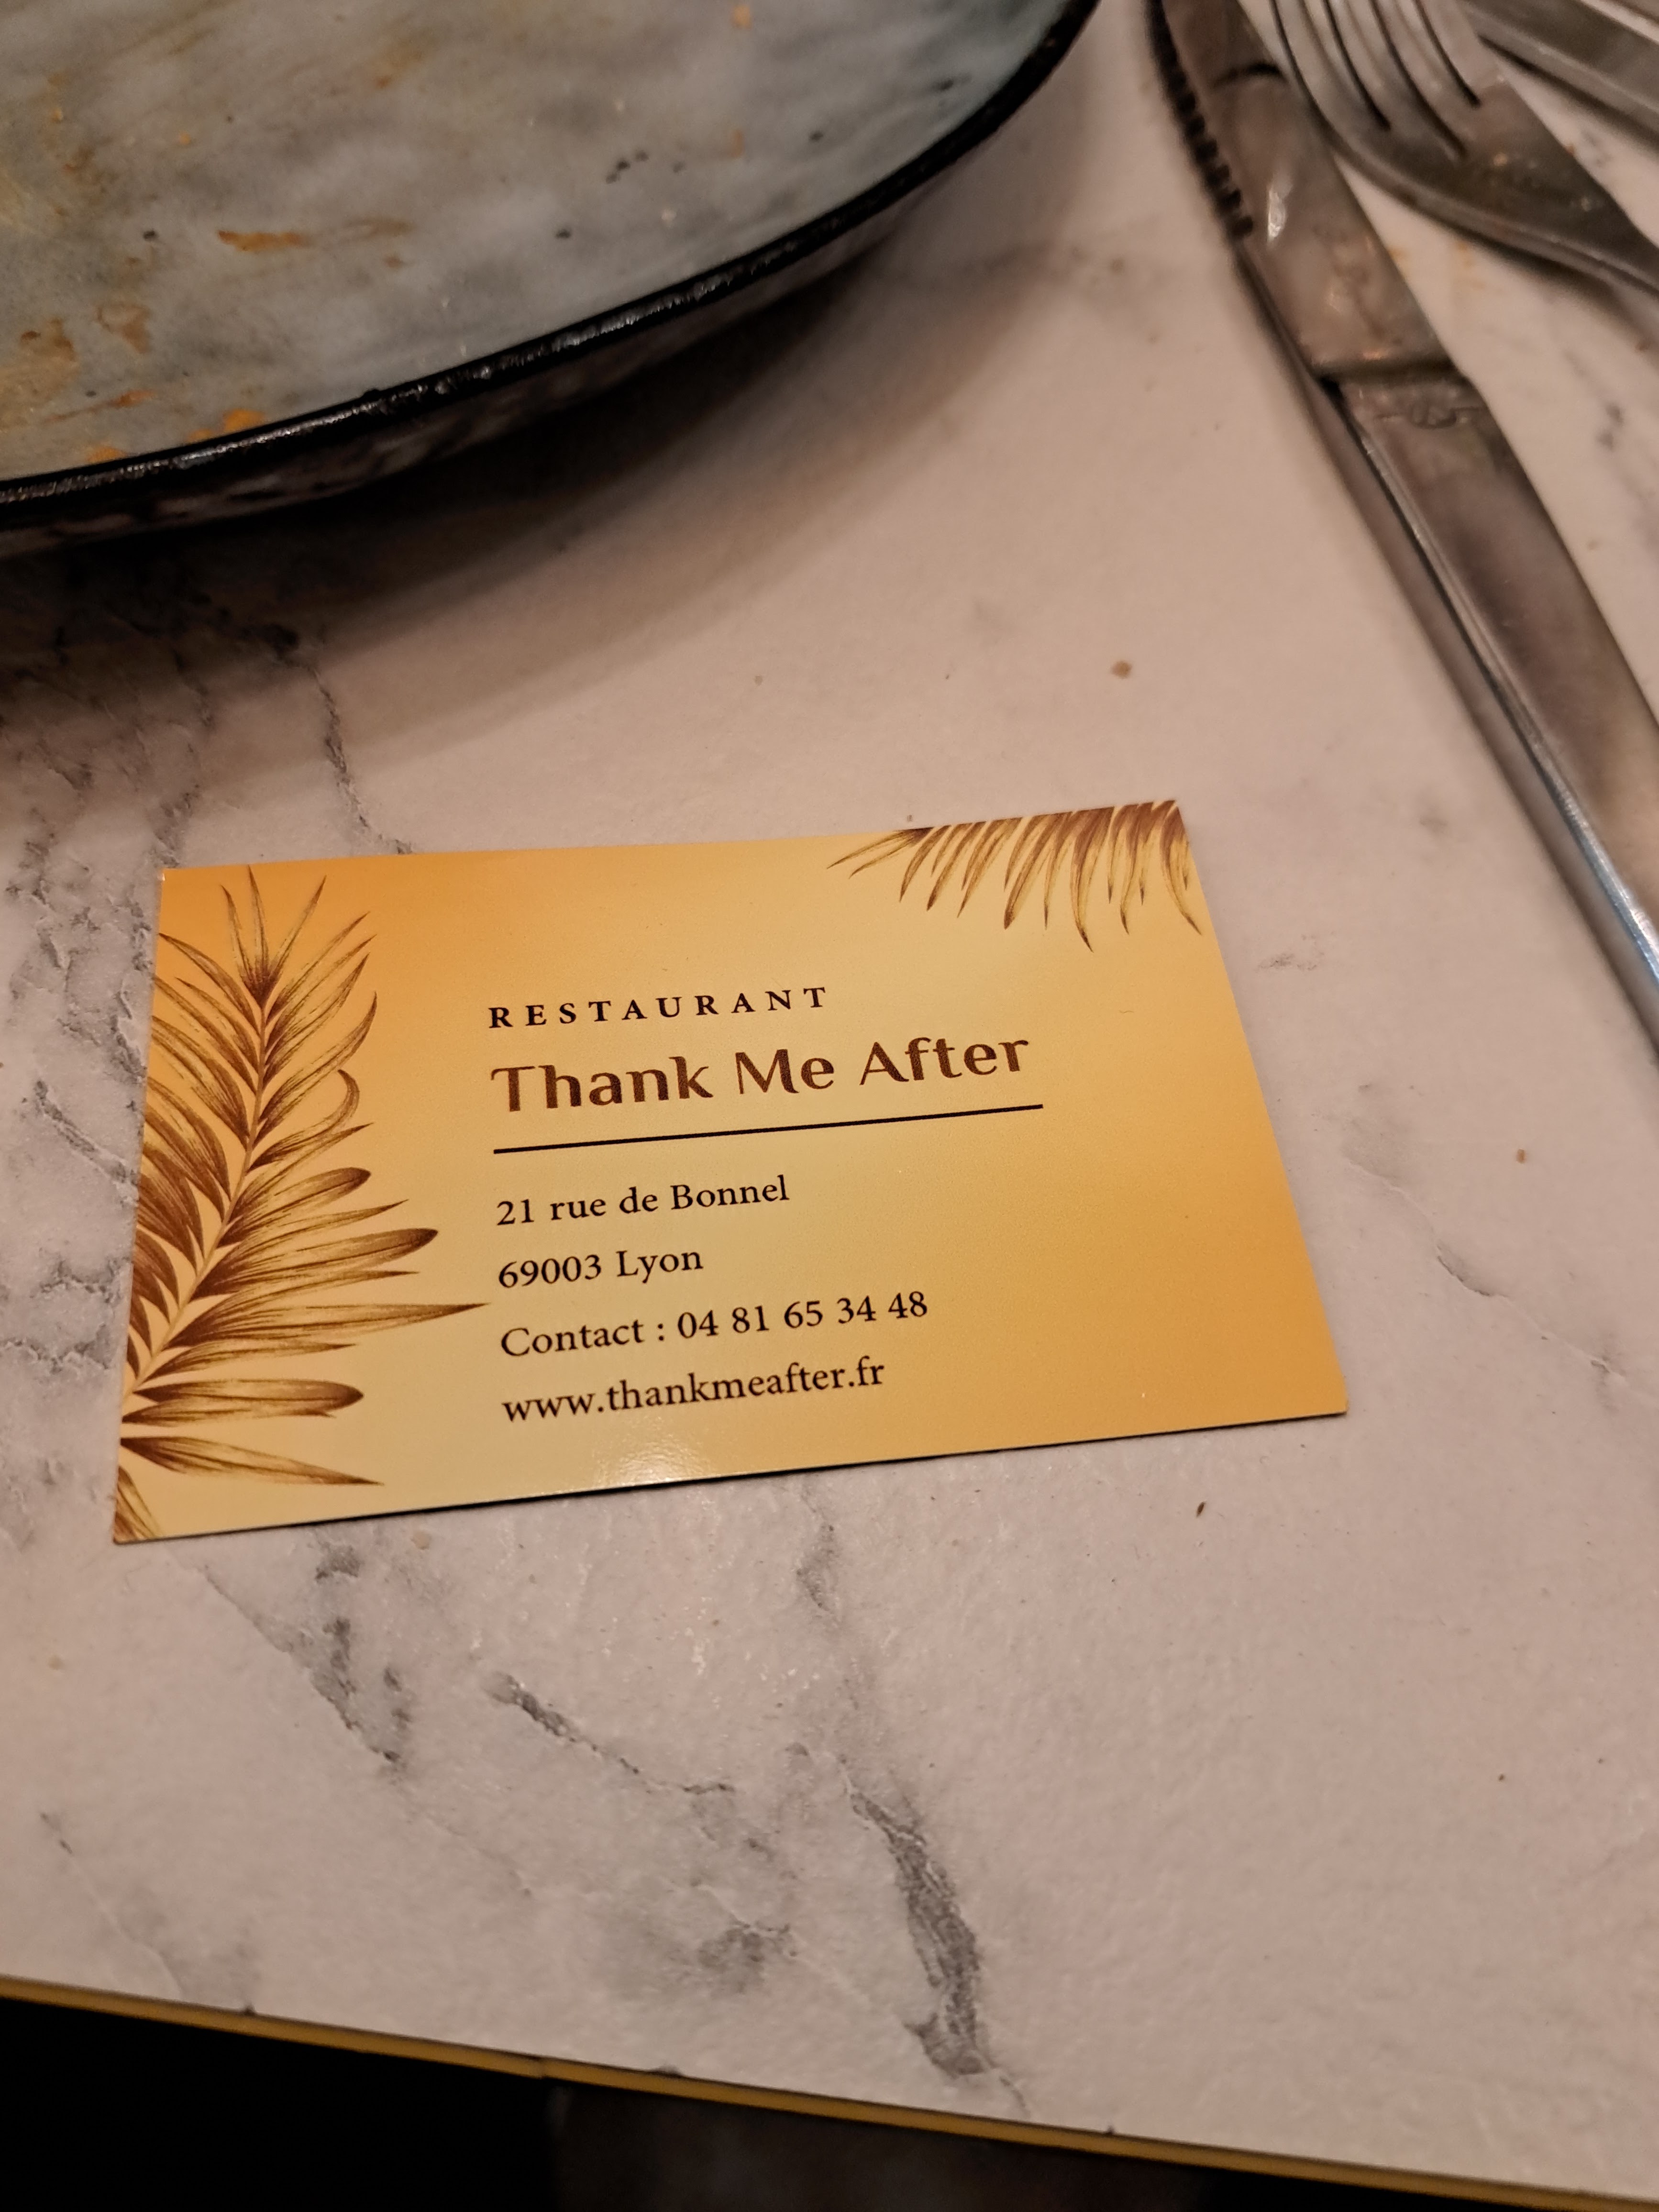 RESTAURANT
Thank Me After
21 rue de Bonnel
69003 Lyon
Contact : 04 81 65 34 48
www.thankmeafter.fr